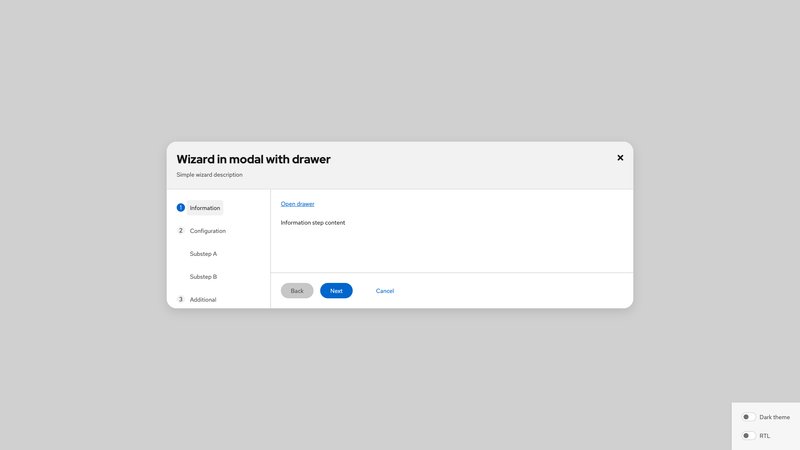 Wizard in modal with drawer
Simple wizard description
1 Information
2 Configuration
Substep A
Substep B
3 Additional
Open drawer
Information step content
Back Next Cancel
Dark theme
RTL